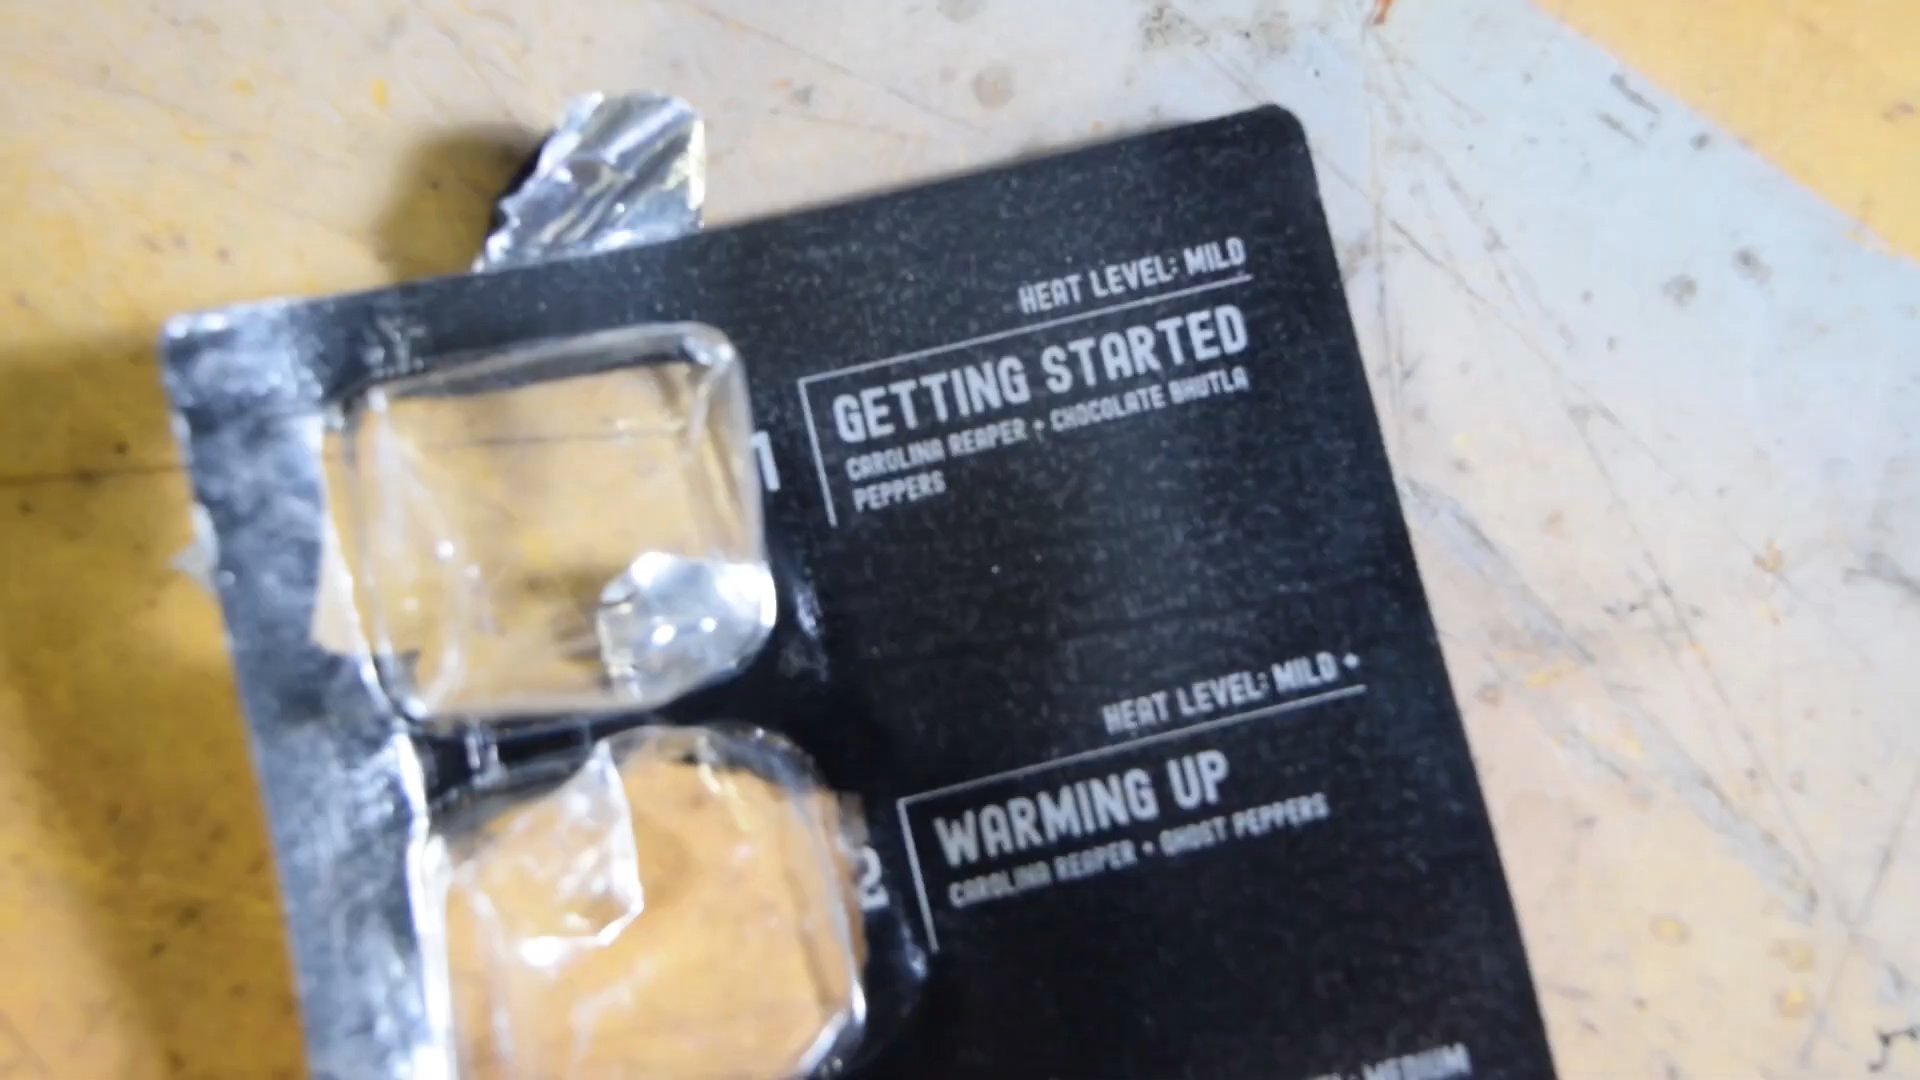 HEAT LEVEL: MILD
1
GETTING STARTED
CAROLINA REAPER + CHOCOLATE BHUTLA
PEPPERS
HEAT LEVEL: MILD +
2
WARMING UP
CAROLINA REAPER + GHOST PEPPERS
MEDIUM